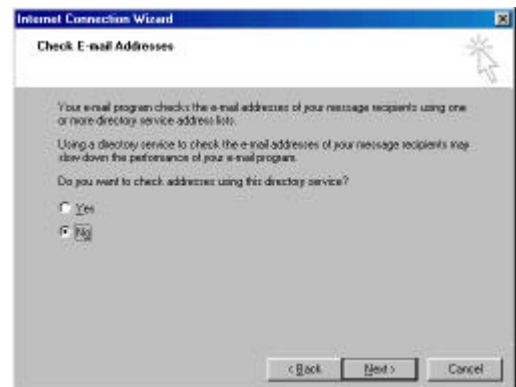 Internet Connection Wizard
Check E-mail Addresses
Your e-mail program checks the e-mail addresses of your message recipients using one
or more directory service address lists.
Using a directory service to check the e-mail addresses of your message recipients may
slow down the performance of your e-mail program.
Do you want to check addresses using this directory service?
Yes
No
< Back
Next >
Cancel